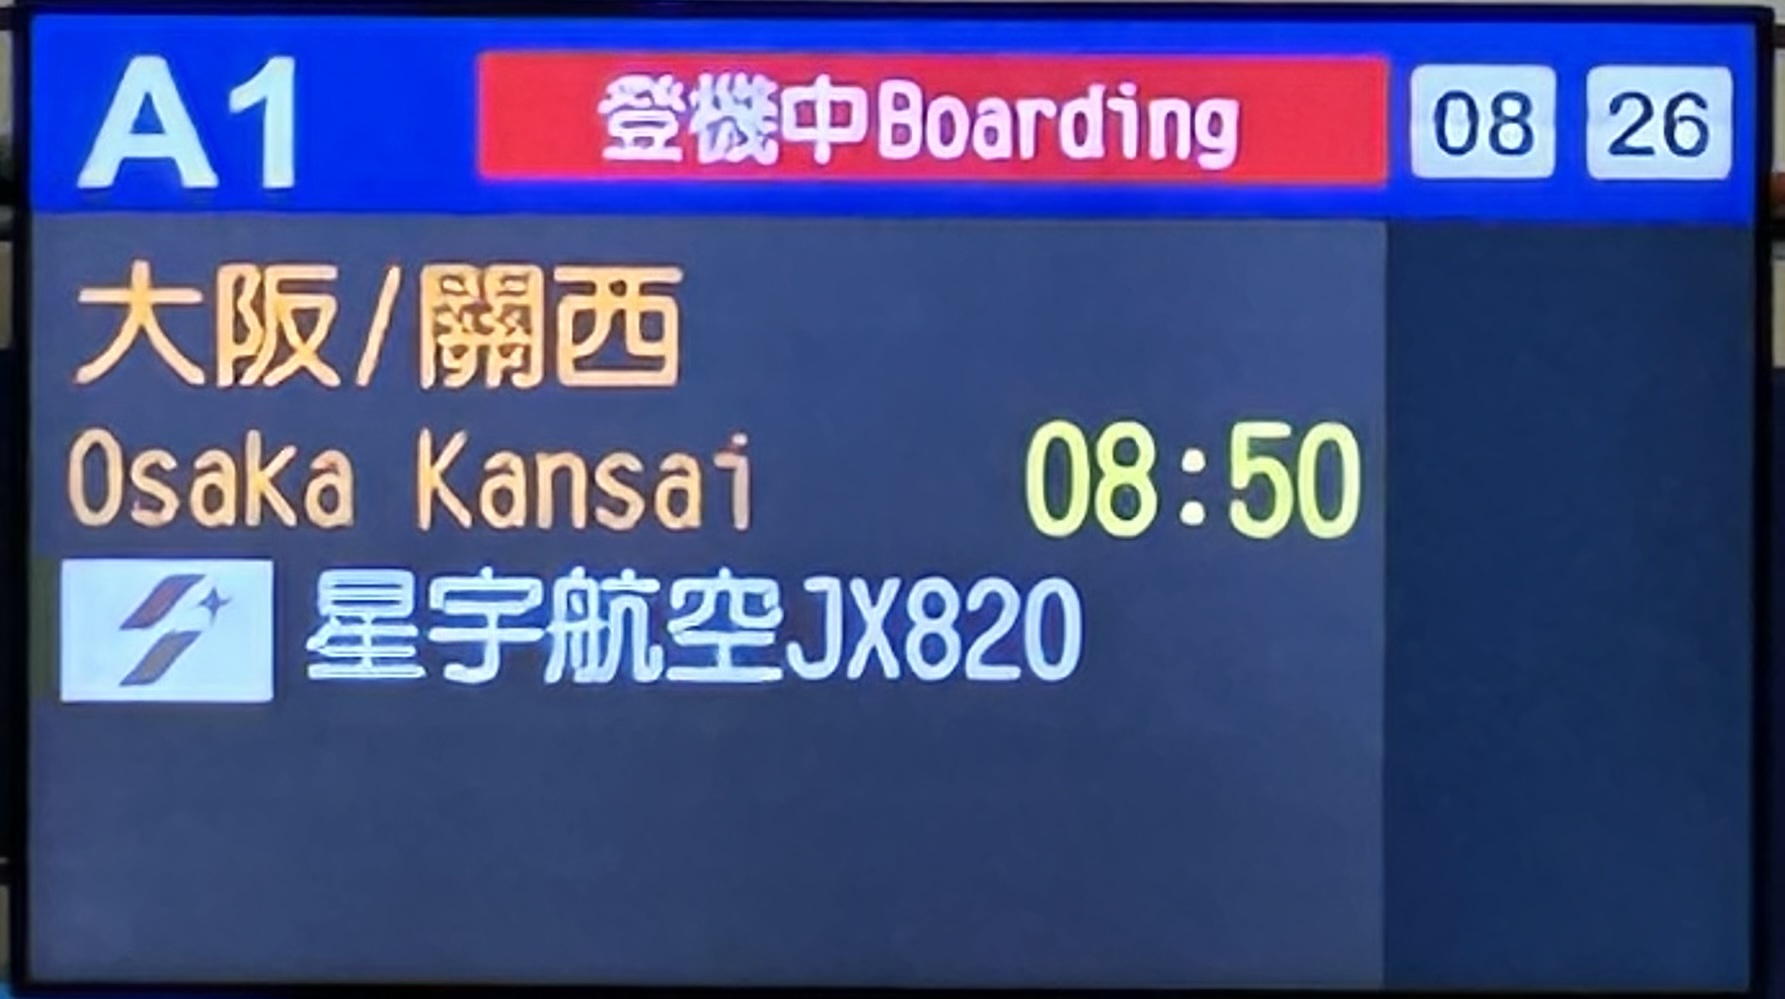 A1 登機中Boarding 08 26
大阪/關西
Osaka Kansai 08:50
星宇航空JX820